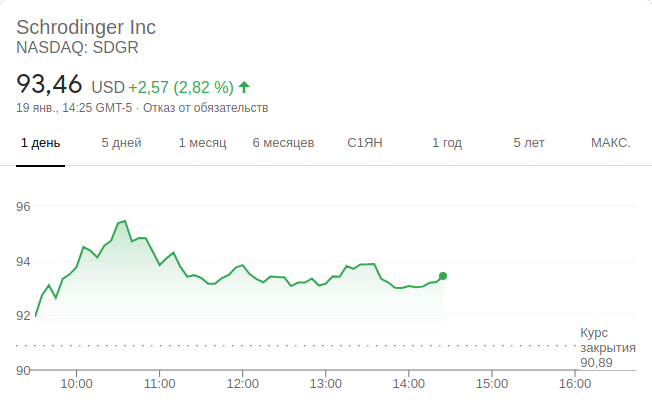 Schrodinger Inc
NASDAQ: SDGR
93,46 USD +2,57 (2,82 %)
19 янв., 14:25 GMT-5 · Отказ от обязательств
1 день 5 дней 1 месяц 6 месяцев С1ЯН 1 год 5 лет МАКС.
96
94
92
Курс
закрытия
90,89
90
10:00 11:00 12:00 13:00 14:00 15:00 16:00